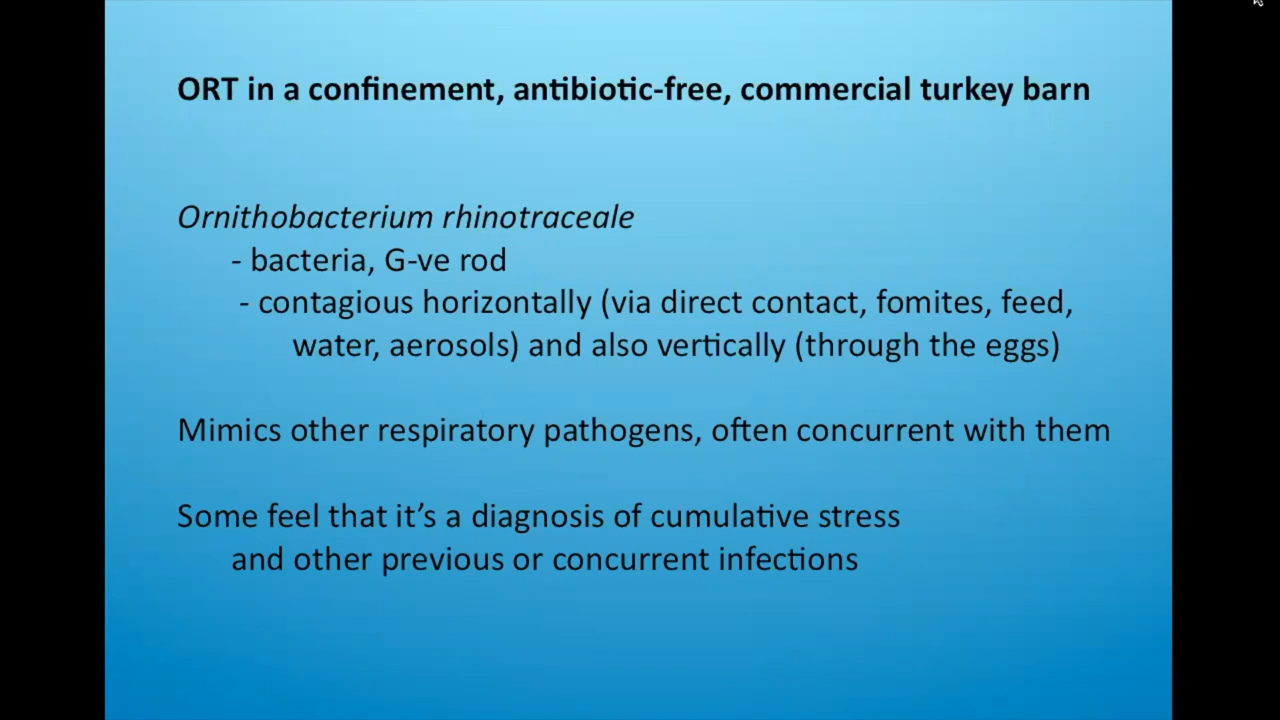 ORT in a confinement, antibiotic-free, commercial turkey barn
Ornithobacterium rhinotraceale
- bacteria, G-ve rod
- contagious horizontally (via direct contact, fomites, feed,
water, aerosols) and also vertically (through the eggs)
Mimics other respiratory pathogens, often concurrent with them
Some feel that it’s a diagnosis of cumulative stress
and other previous or concurrent infections